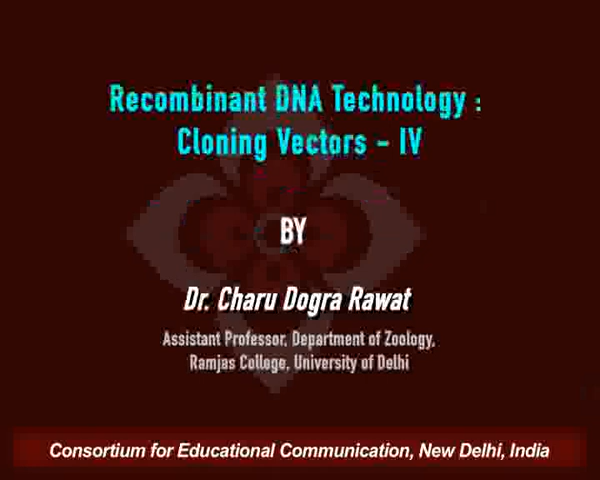 Recombinant DNA Technology :
Cloning Vectors - IV
BY
Dr. Charu Dogra Rawat
Assistant Professor, Department of Zoology,
Ramjas College, University of Delhi
Consortium for Educational Communication, New Delhi, India